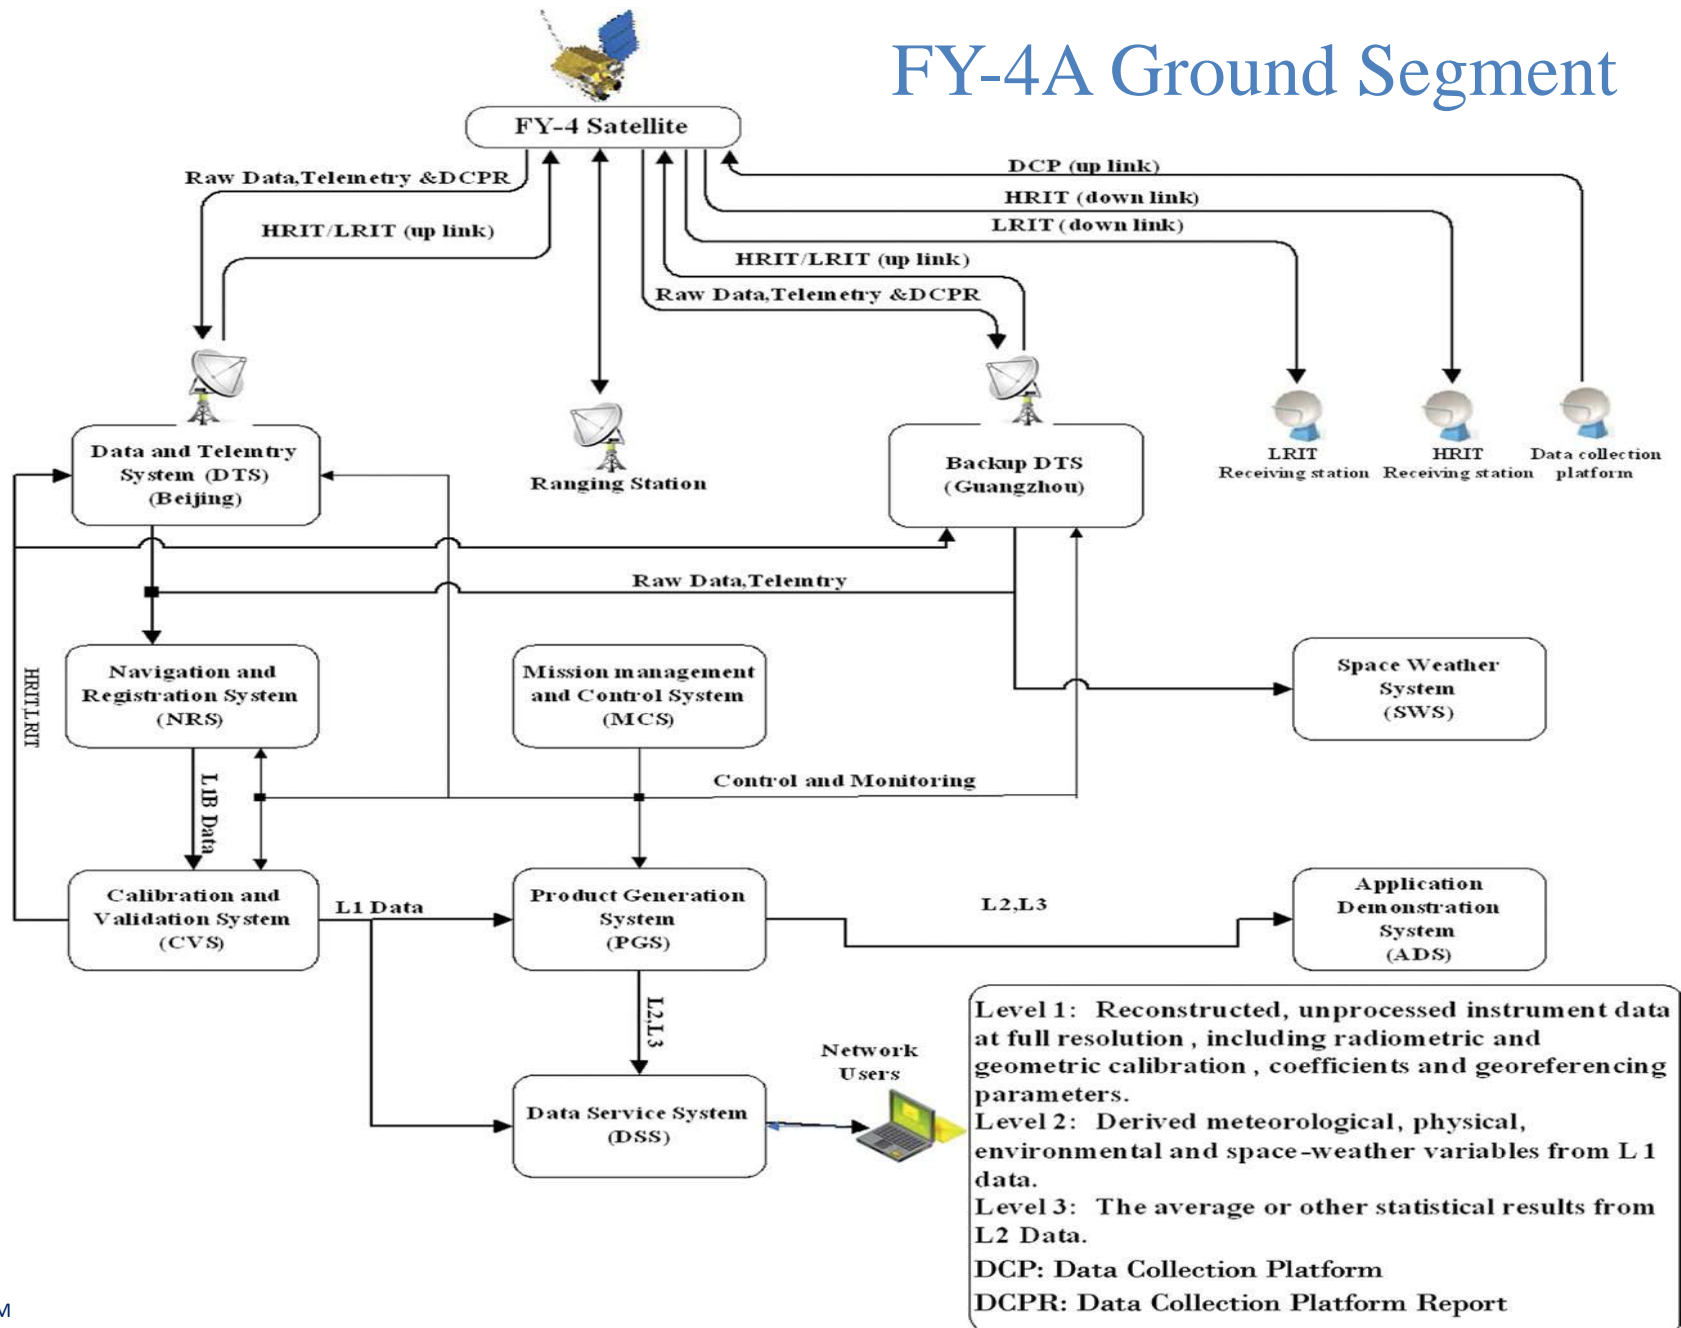 FY-4A Ground Segment
FY-4 Satellite
Raw Data,Telemetry &DCPR
HRIT/LRIT (up link)
DCP (up link)
HRIT (down link)
LRIT (down link)
HRIT/LRIT (up link)
Raw Data,Telemetry &DCPR
Data and Telemtry
System (DTS)
(Beijing)
Ranging Station
Backup DTS
(Guangzhou)
LRIT
Receiving station
HRIT
Receiving station
Data collection
platform
Raw Data,Telemtry
HRIT,LRIT
Navigation and
Registration System
(NRS)
Mission management
and Control System
(MCS)
Space Weather
System
(SWS)
L1B Data
Control and Monitoring
Calibration and
Validation System
(CVS)
L1 Data
Product Generation
System
(PGS)
L2,L3
Application
Demonstration
System
(ADS)
L2,L3
Data Service System
(DSS)
Network
Users
Level 1: Reconstructed, unprocessed instrument data
at full resolution , including radiometric and
geometric calibration , coefficients and georeferencing
parameters.
Level 2: Derived meteorological, physical,
environmental and space-weather variables from L 1
data.
Level 3: The average or other statistical results from
L2 Data.
DCP: Data Collection Platform
DCPR: Data Collection Platform Report
M